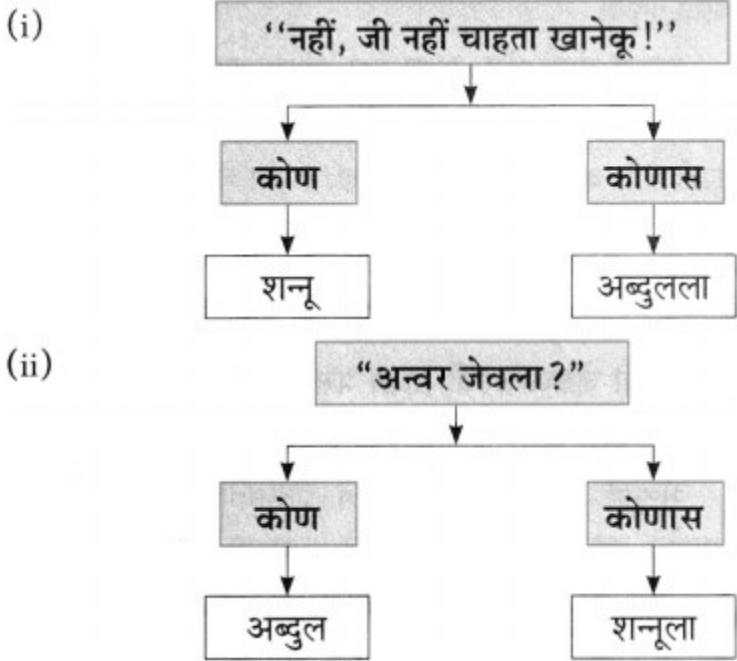 (i) ‘‘नहीं, जी नहीं चाहता खानेकू!’’
कोण कोणास
शन्नू अब्दुलला
(ii) “अन्वर जेवला?”
कोण कोणास
अब्दुल शन्नूला